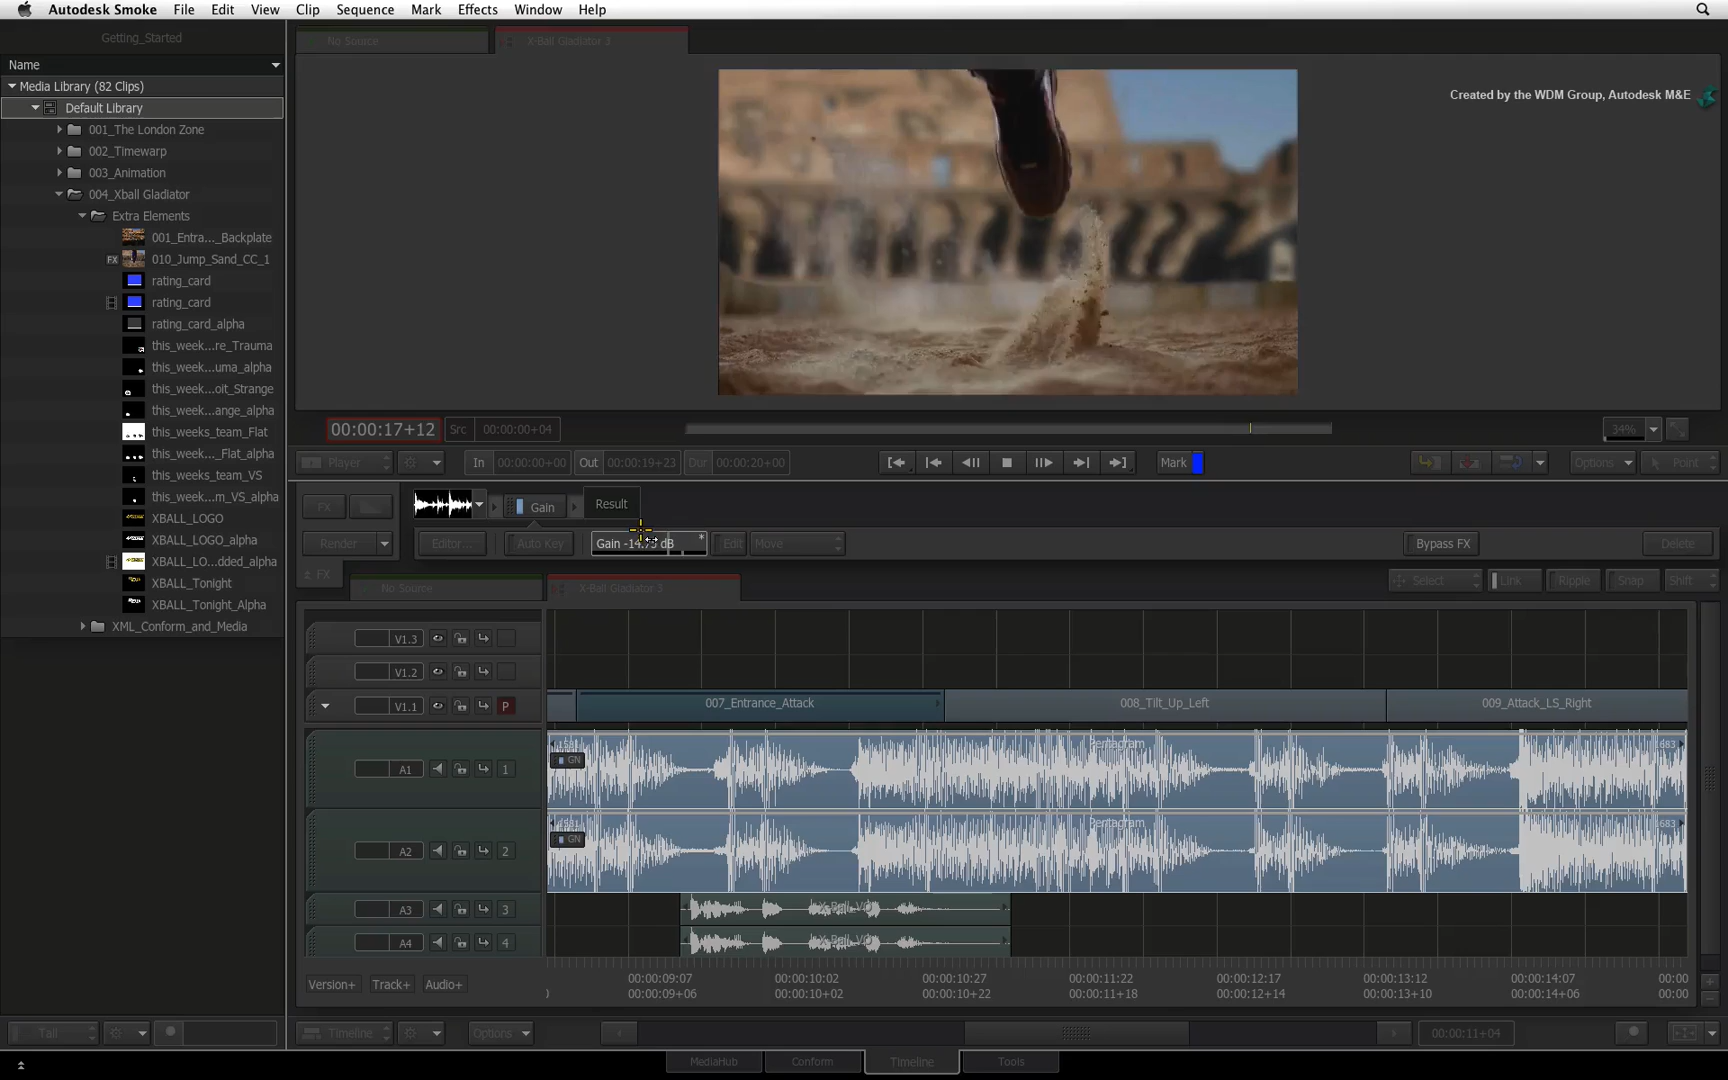 Autodesk Smoke File Edit View Clip Sequence Mark Effects Window Help
Getting_Started
No Source
X-Ball Gladiator 3
Name
Media Library (82 Clips)
Default Library
001_The London Zone
002_Timewarp
003_Animation
004_Xball Gladiator
Extra Elements
001_Entra..._Backplate
FX 010_Jump_Sand_CC_1
rating_card
rating_card
rating_card_alpha
this_week...re_Trauma
this_week...uma_alpha
this_week...oit_Strange
this_week...ange_alpha
this_weeks_team_Flat
this_week..._Flat_alpha
this_weeks_team_VS
this_week...m_VS_alpha
XBALL_LOGO
XBALL_LOGO_alpha
XBALL_LO...dded_alpha
XBALL_Tonight
XBALL_Tonight_Alpha
XML_Conform_and_Media
Created by the WDM Group, Autodesk M&E
00:00:17+12 Src 00:00:00+04 34%
Player In 00:00:00+00 Out 00:00:19+23 Dur 00:00:20+00 Mark Options Point
FX Gain Result
Render Editor... Auto Key Gain dB Edit Move Bypass FX Delete
FX
No Source X-Ball Gladiator 3 Select Link Ripple Snap Shift
V1.3
V1.2
V1.1 P 007_Entrance_Attack 008_Tilt_Up_Left 009_Attack_LS_Right
Pentagram
GN
A1 1
Pentagram
GN
A2 2
A3 3 X-Ball_VO
A4 4 X-Ball_VO
Version+ Track+ Audio+
00:00:09:07 00:00:10:02 00:00:10:27 00:00:11:22 00:00:12:17 00:00:13:12 00:00:14:07 00:00
00:00:09+06 00:00:10+02 00:00:10+22 00:00:11+18 00:00:12+14 00:00:13+10 00:00:14+06 00:00
Tall Timeline Options 00:00:11+04
MediaHub Conform Timeline Tools